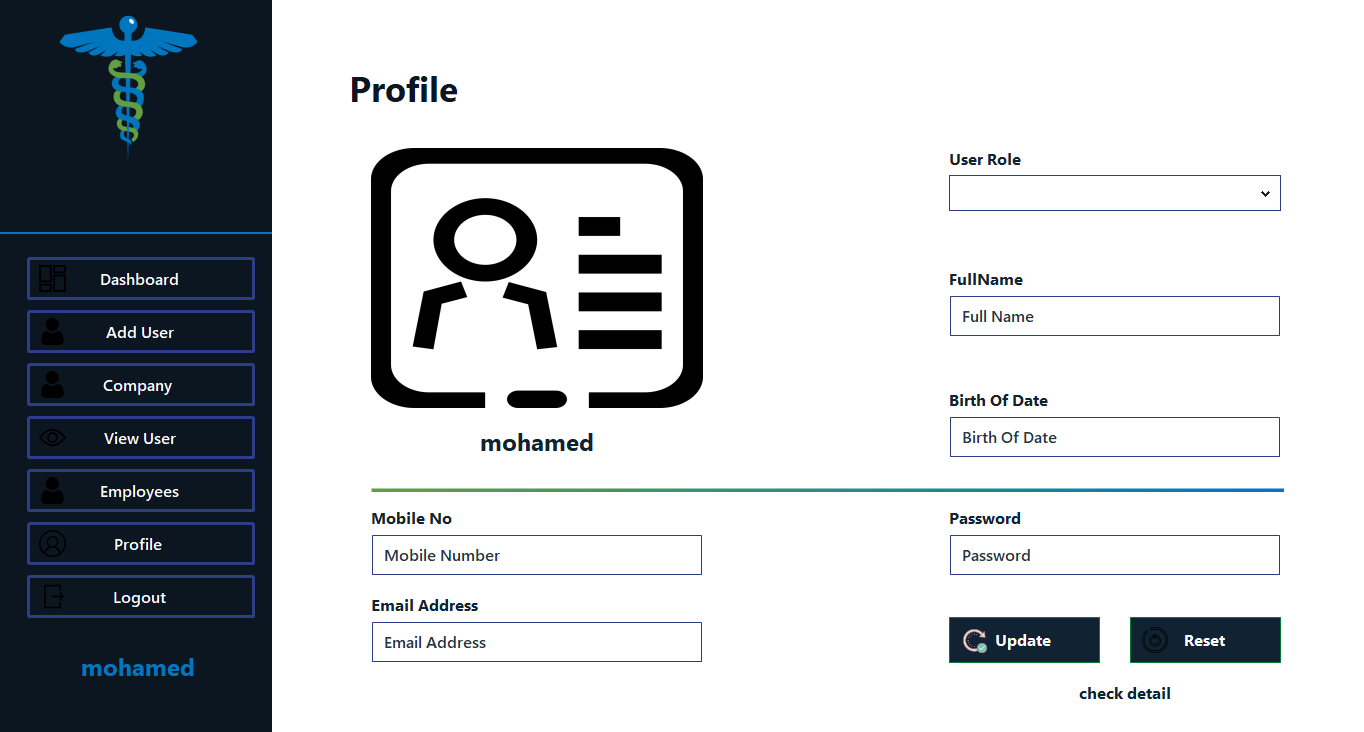 Dashboard
Add User
Company
View User
Employees
Profile
Logout
mohamed
Profile
mohamed
User Role
FullName
Full Name
Birth Of Date
Birth Of Date
Mobile No
Mobile Number
Email Address
Email Address
Password
Password
Update
Reset
check detail